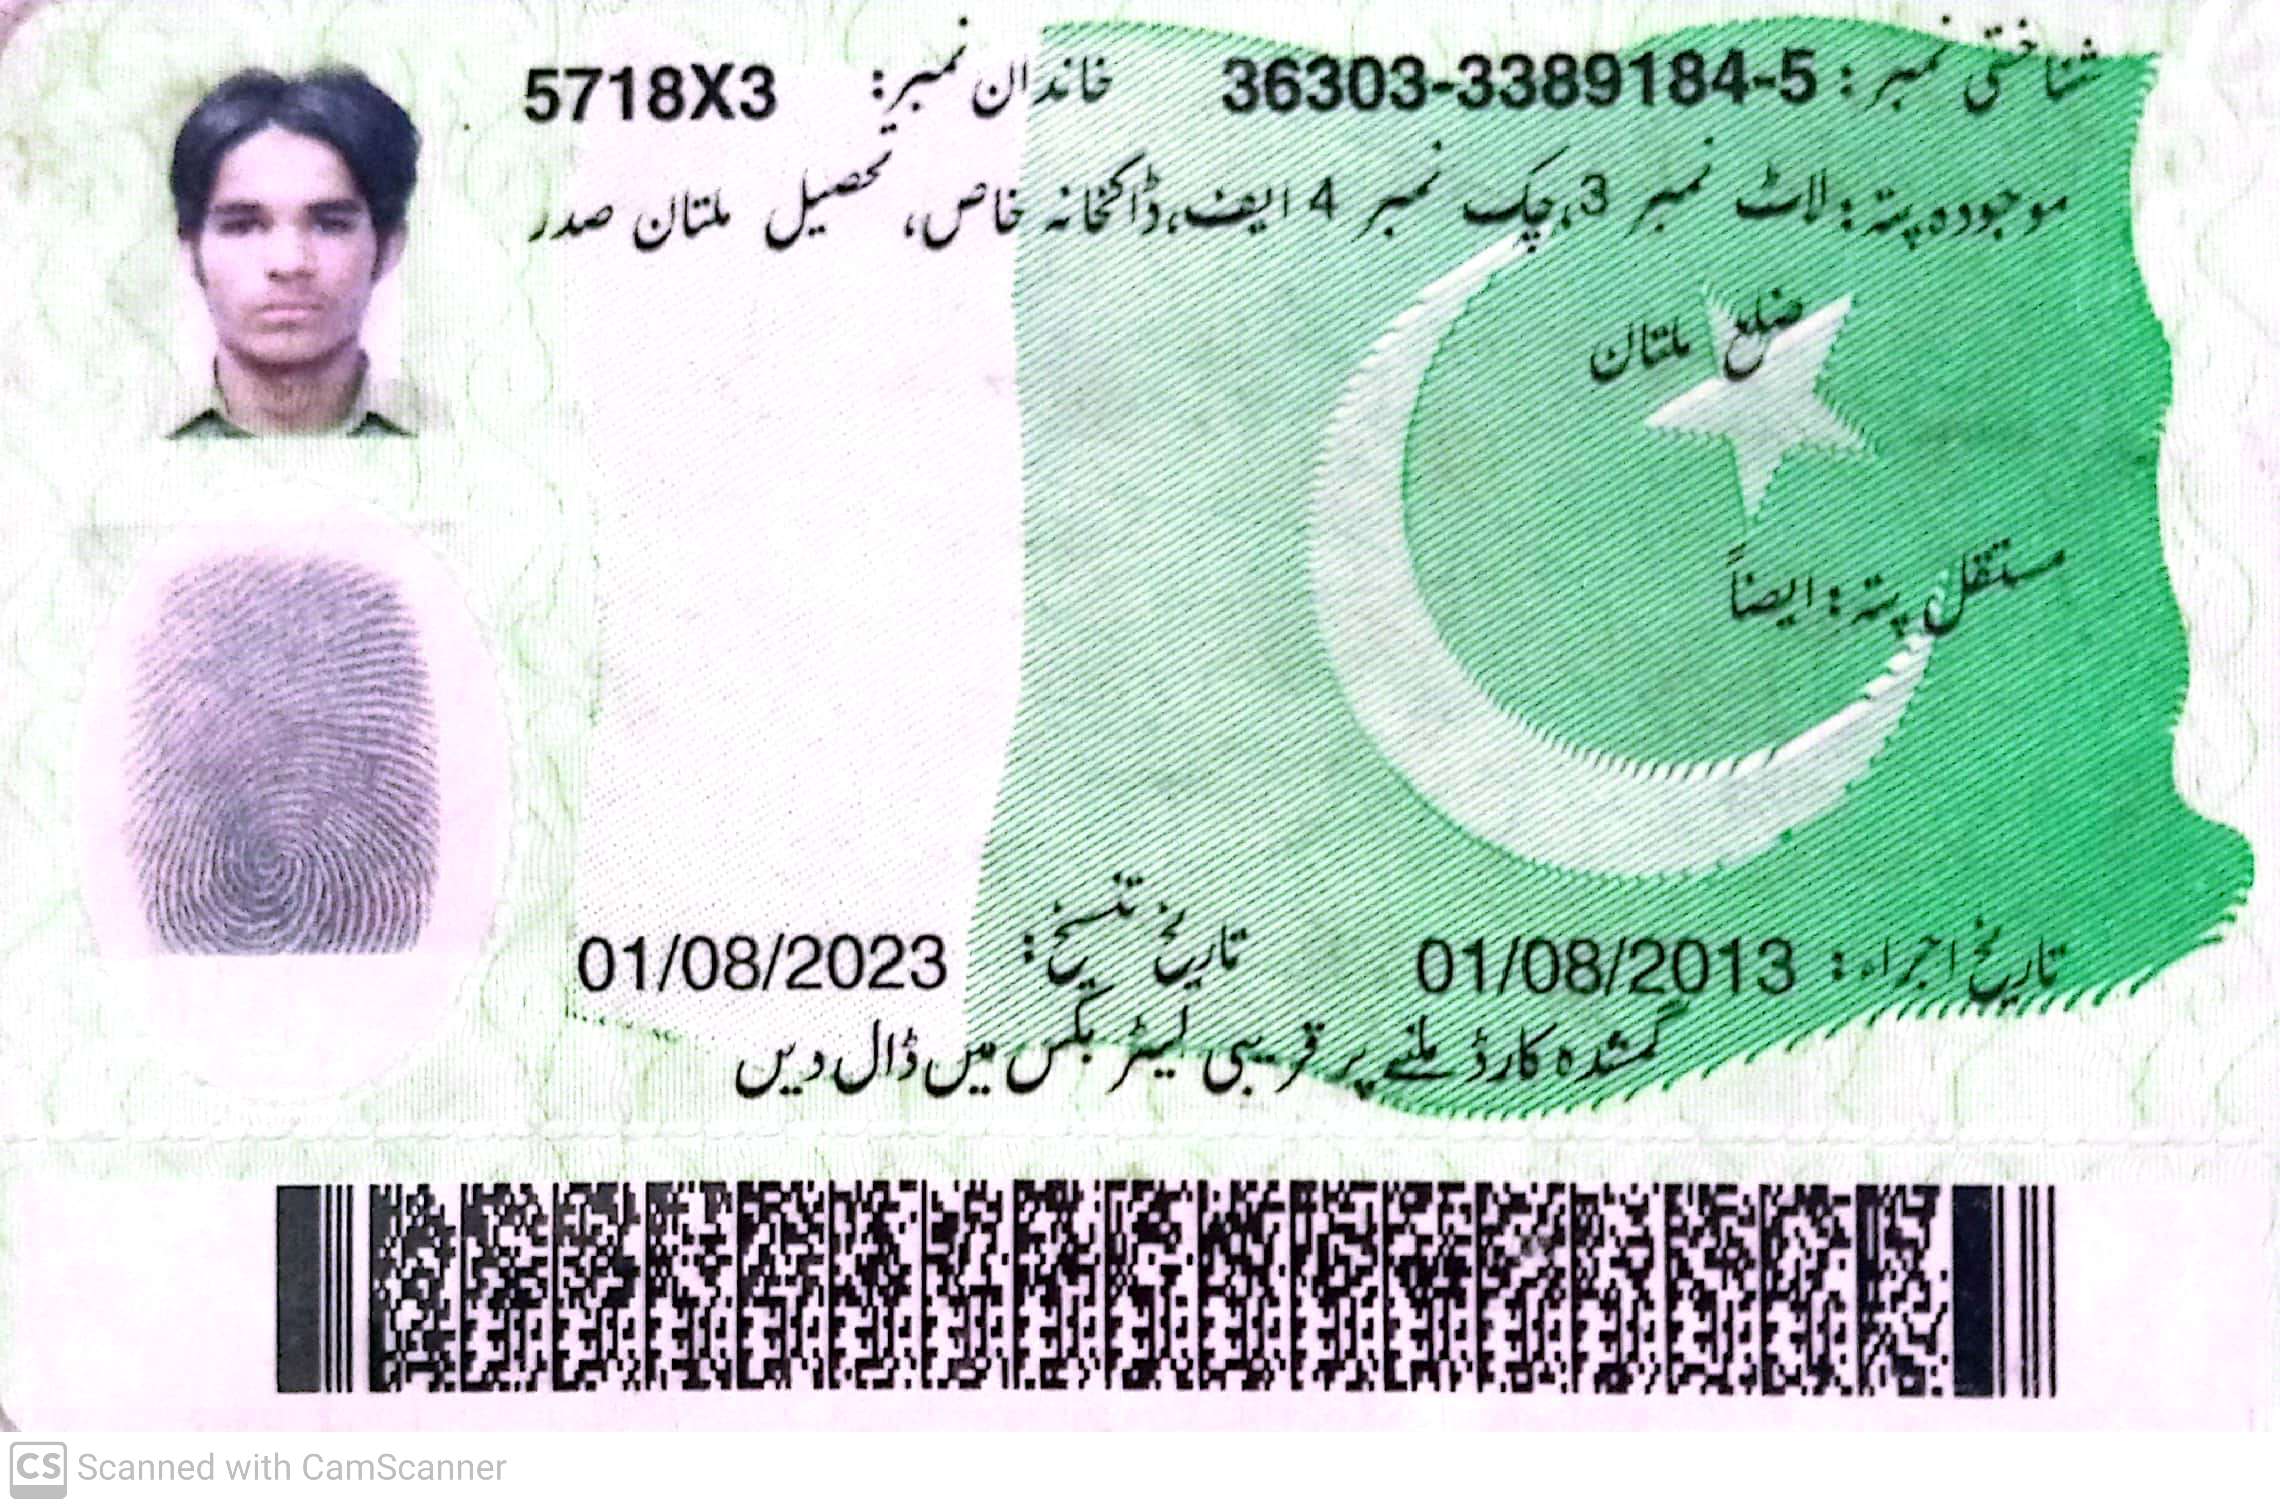 شناختی نمبر: 36303-3389184-5 خاندان نمبر: 5718X3
موجودہ پتہ: لاٹ نمبر 3، چک نمبر 4 ایف، ڈاکخانہ خاص، تحصیل ملتان صدر
ضلع ملتان
مستقل پتہ: ایضاً
تاریخ اجراء: 01/08/2013 تاریخ تنسیخ: 01/08/2023
گمشدہ کارڈ ملنے پر قریبی لیٹر بکس میں ڈال دیں
CS Scanned with CamScanner